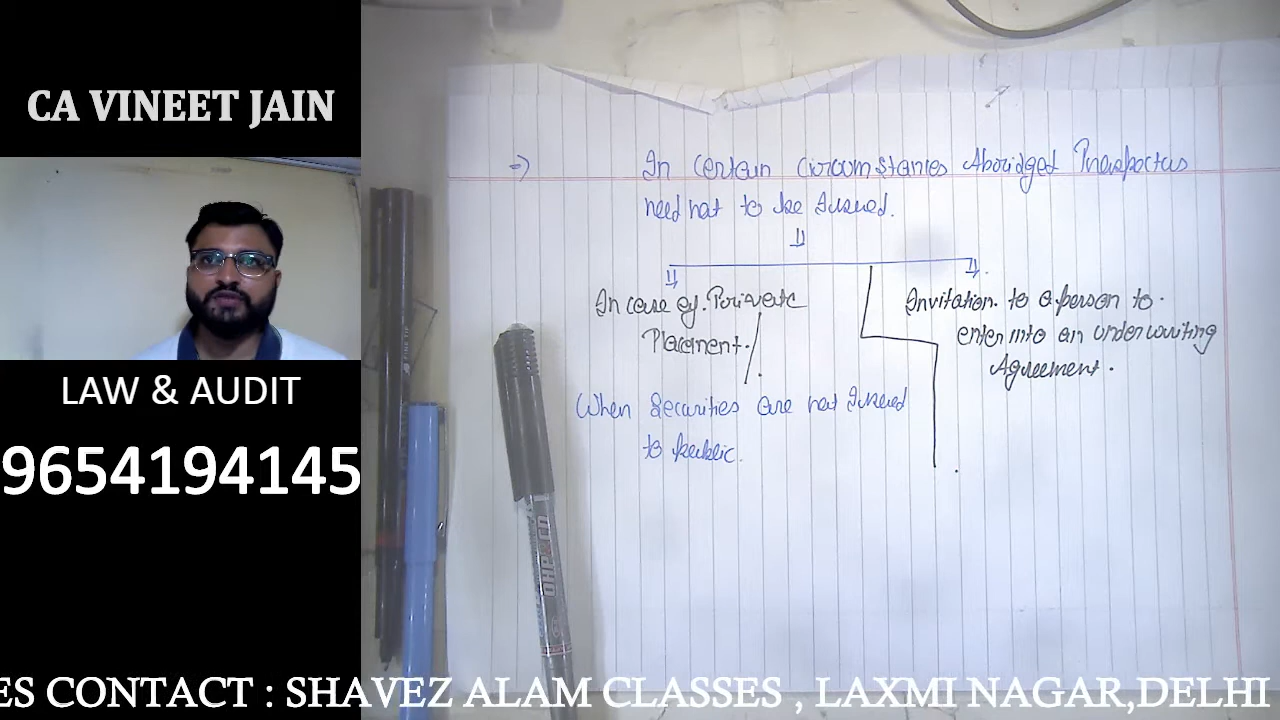 CA VINEET JAIN
LAW & AUDIT
9654194145
=) In certain Circumstances Abridged Prospectus
need not to be Issued.
In case of. Private
Placement.
When Securities are not Issued
to Public.
Invitation. to a person to.
enter into an underwriting
Agreement.
OHP & CD
ES CONTACT : SHAVEZ ALAM CLASSES , LAXMI NAGAR,DELHI